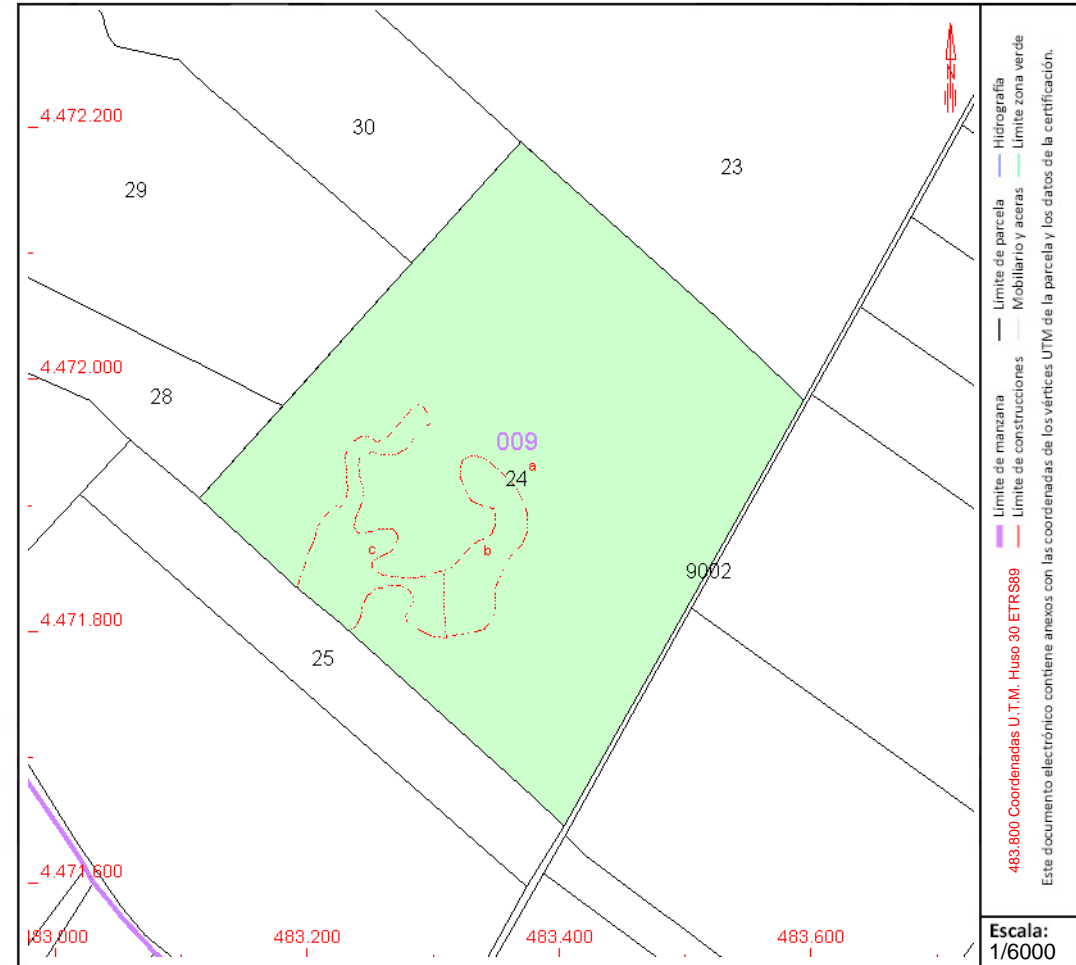 4.472.200
30
23
29
4.472.000
28
009
24
a
c
b
9002
4.471.800
25
4.471.600
483.000
483.200
483.400
483.600
N
Hidrografía
Límite zona verde
Límite de parcela
Mobiliario y aceras
Límite de manzana
Límite de construcciones
483.800 Coordenadas U.T.M. Huso 30 ETRS89
Este documento electrónico contiene anexos con las coordenadas de los vértices UTM de la parcela y los datos de la certificación.
Escala:
1/6000